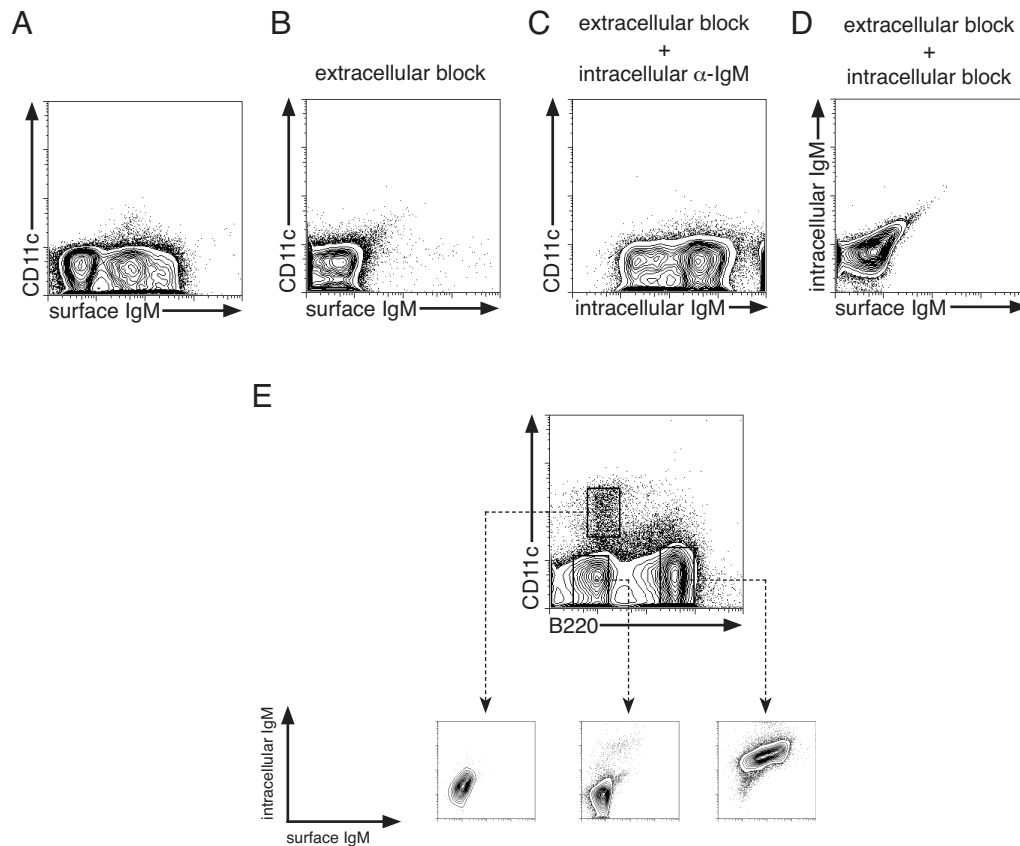 A
B
C
D
extracellular block
extracellular block
+
intracellular α-IgM
extracellular block
+
intracellular block
CD11c
surface IgM
CD11c
surface IgM
CD11c
intracellular IgM
intracellular IgM
surface IgM
E
CD11c
B220
intracellular IgM
surface IgM